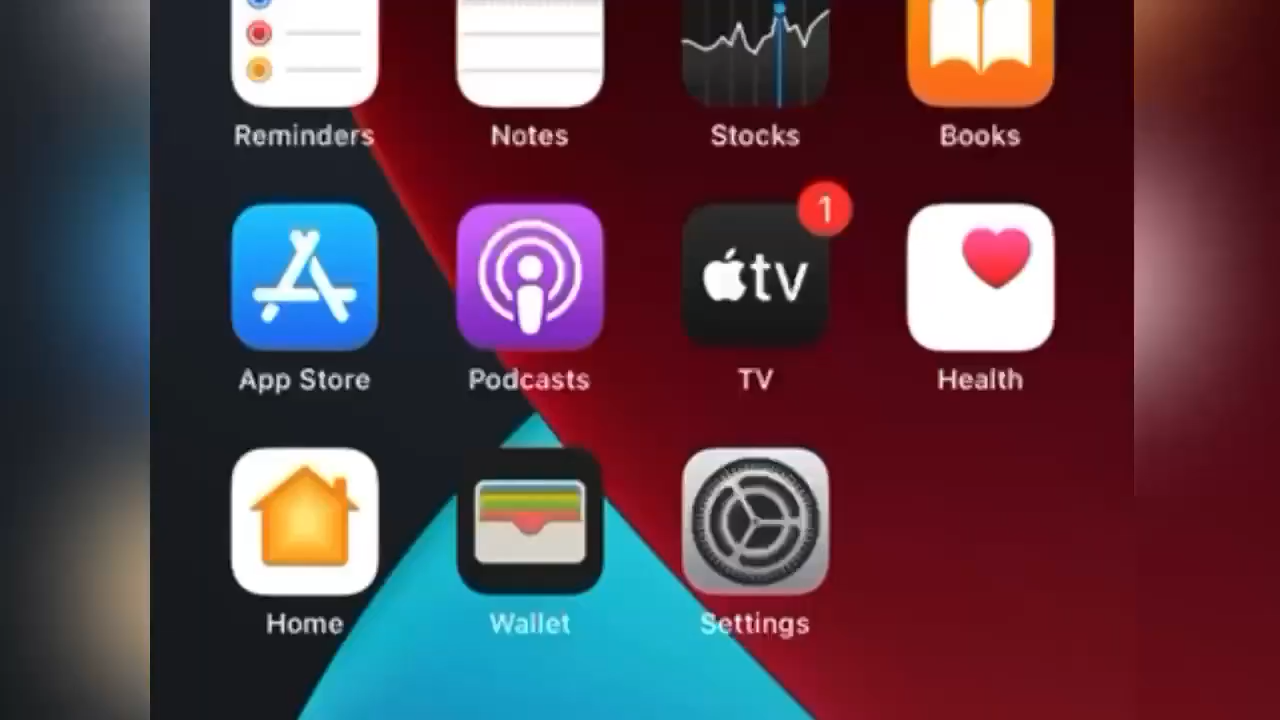 Reminders Notes Stocks Books
1
tv
App Store Podcasts TV Health
Home Wallet Settings